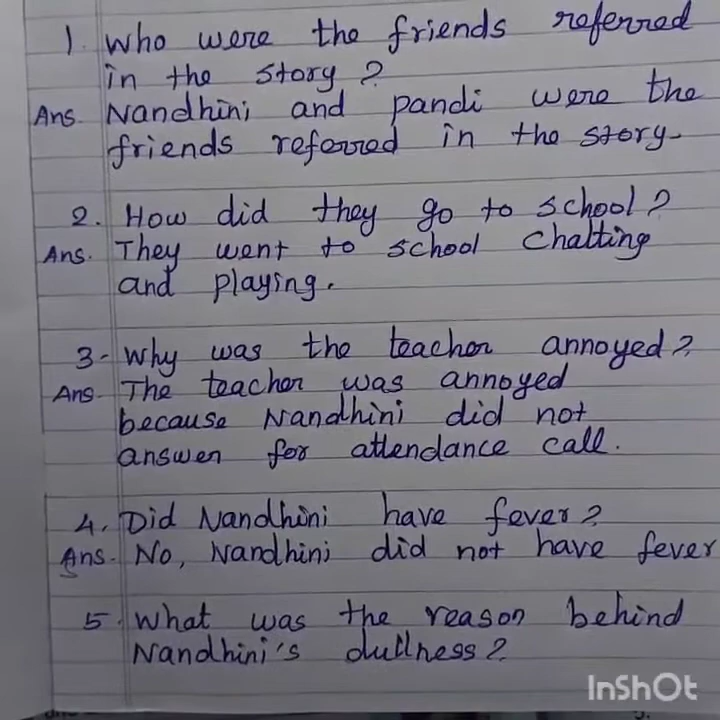 1. Who were the friends referred
in the story?
Ans. Nandhini and pandi were the
friends referred in the story.
2. How did they go to school?
Ans. They went to school chatting
and playing.
3. Why was the teacher annoyed?
Ans. The teacher was annoyed
because Nandhini did not
answer for attendance call.
4. Did Nandhini have fever?
Ans. No, Nandhini did not have fever
5. What was the reason behind
Nandhini's dullness?
InShOt